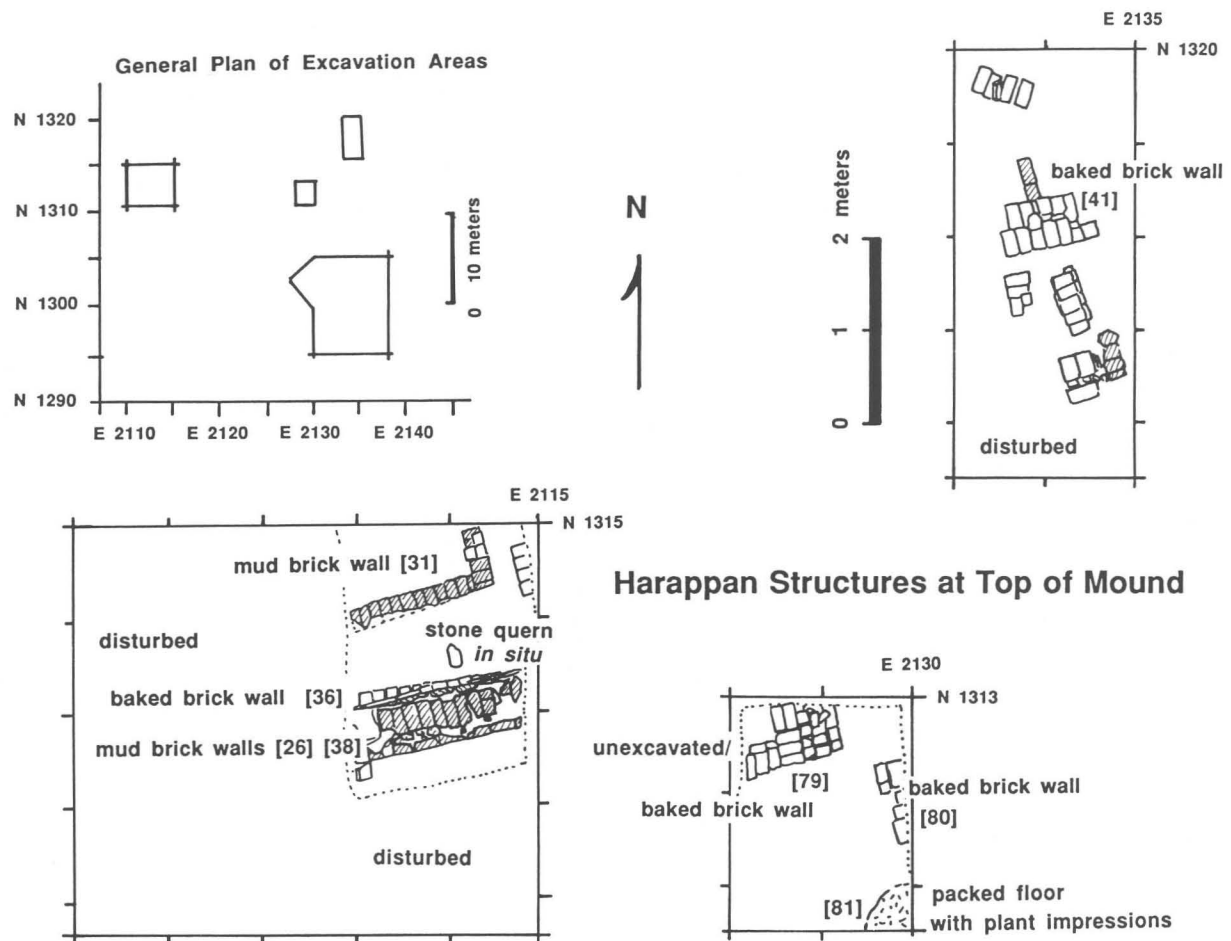 General Plan of Excavation Areas
N 1320
N 1310
N 1300
N 1290
E 2110
E 2120
E 2130
E 2140
0 10 meters
N
0 1 2 meters
E 2135
N 1320
baked brick wall
[41]
disturbed
E 2115
N 1315
mud brick wall [31]
disturbed
stone quern
in situ
baked brick wall [36]
mud brick walls [26] [38]
disturbed
Harappan Structures at Top of Mound
E 2130
N 1313
unexcavated/
[79]
baked brick wall
baked brick wall
[80]
[81]
packed floor
with plant impressions